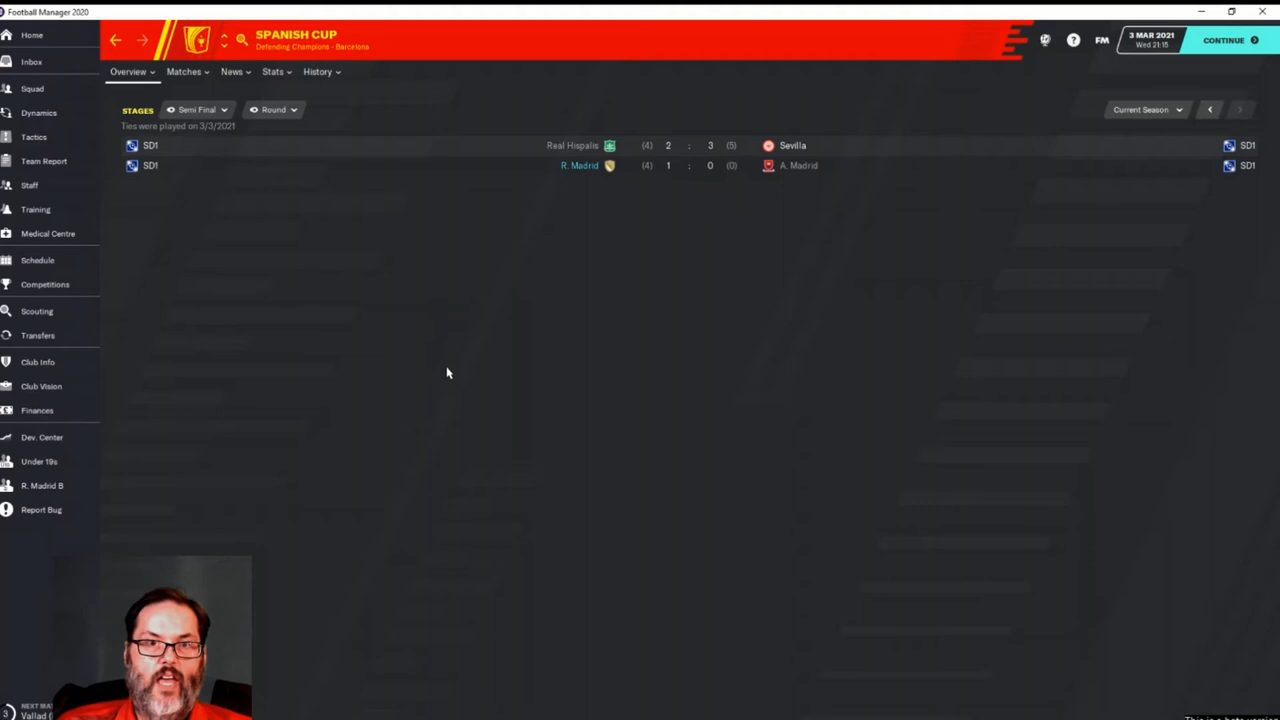 Football Manager 2020
Home
SPANISH CUP
Defending Champions - Barcelona
FM
3 MAR 2021
Wed 21:15
CONTINUE
Inbox
Overview Matches News Stats History
Squad
Dynamics
STAGES Semi Final Round Current Season
Ties were played on 3/3/2021
Tactics
SD1 Real Hispalis (4) 2 : 3 (5) Sevilla SD1
SD1 R. Madrid (4) 1 : 0 (0) A. Madrid SD1
Team Report
Staff
Training
Medical Centre
Schedule
Competitions
Scouting
Transfers
Club Info
Club Vision
Finances
Dev. Center
Under 19s
R. Madrid B
Report Bug
3 NEXT MA
Vallad (